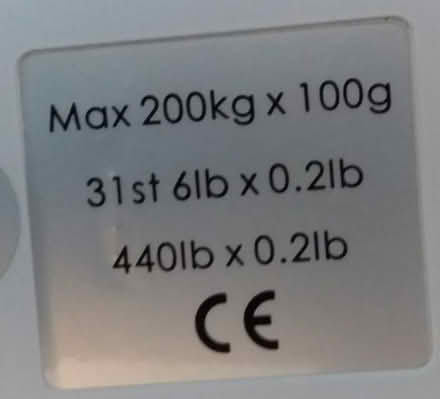 Max 200kg x 100g
31st 6lb x 0.2lb
440lb x 0.2lb
CE